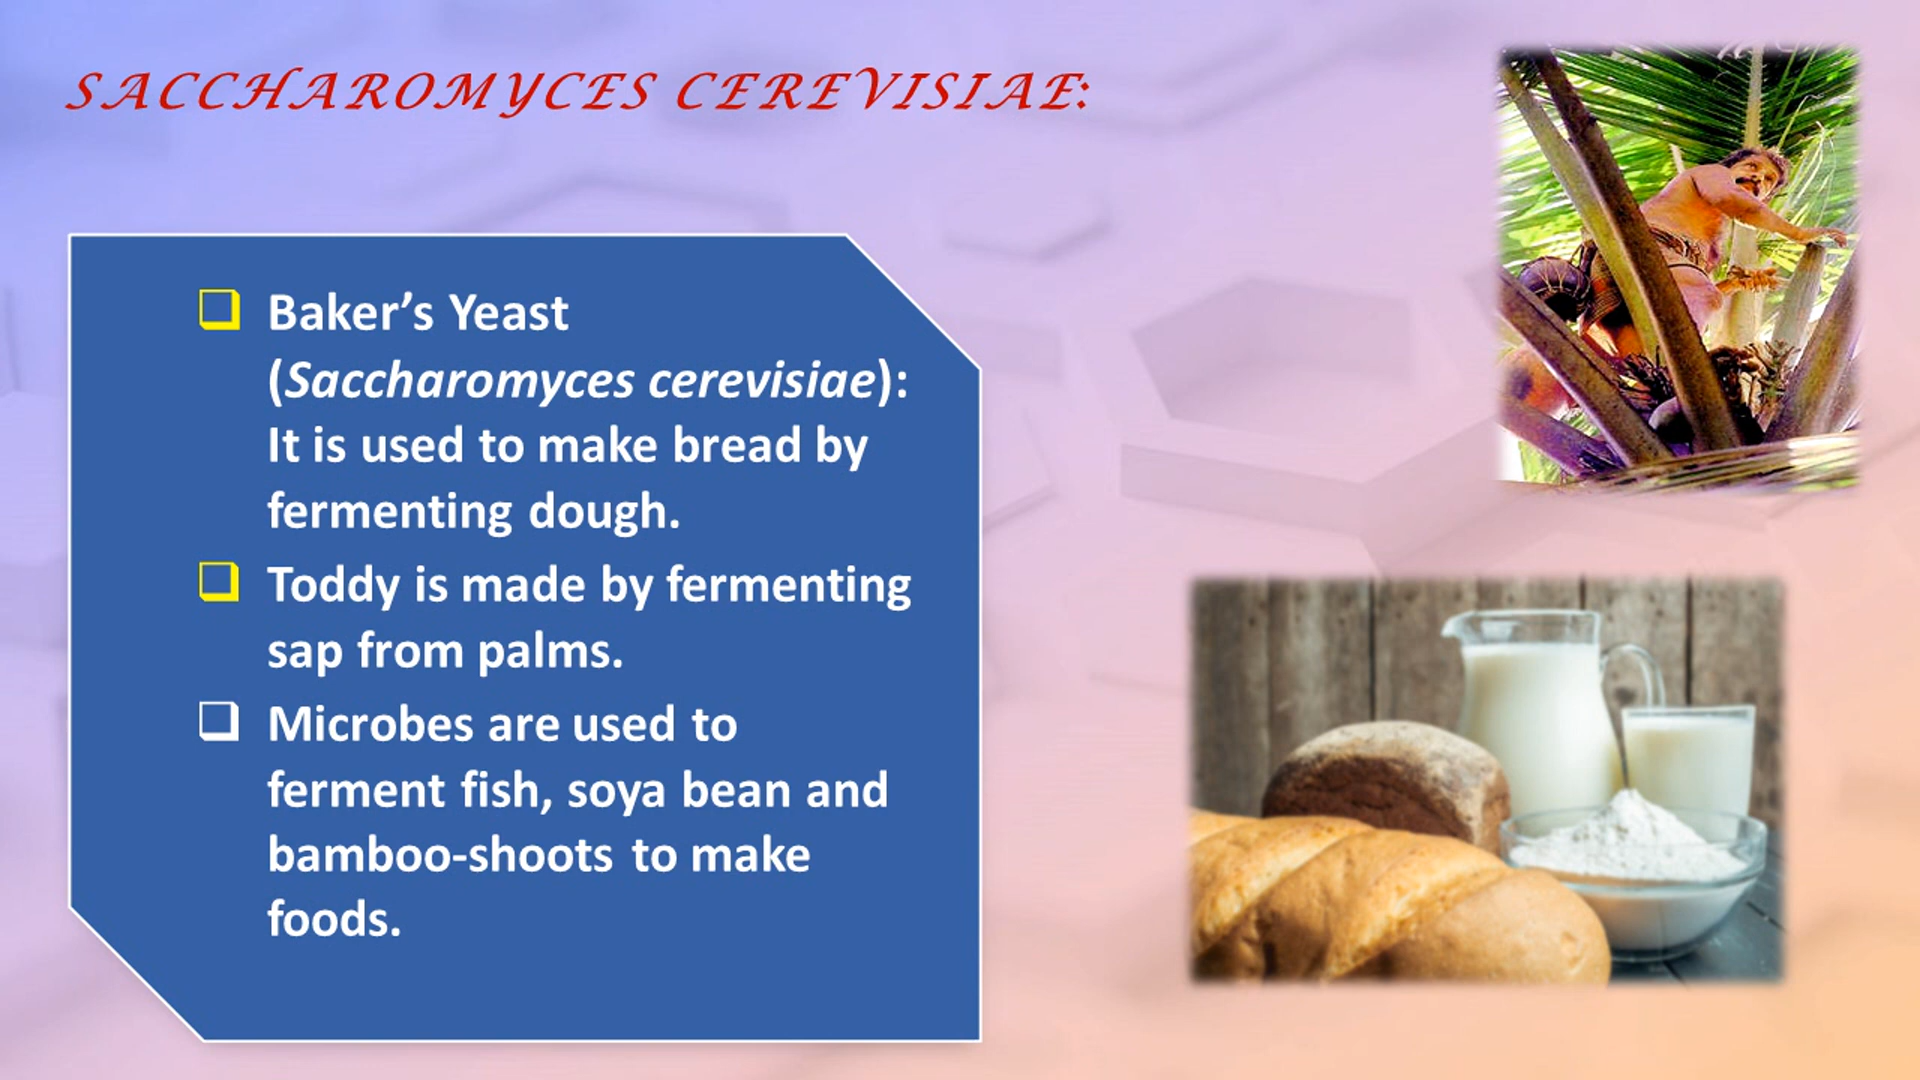 SACCHAROMYCES CEREVISIAE:
Baker’s Yeast
(Saccharomyces cerevisiae):
It is used to make bread by
fermenting dough.
Toddy is made by fermenting
sap from palms.
Microbes are used to
ferment fish, soya bean and
bamboo-shoots to make
foods.